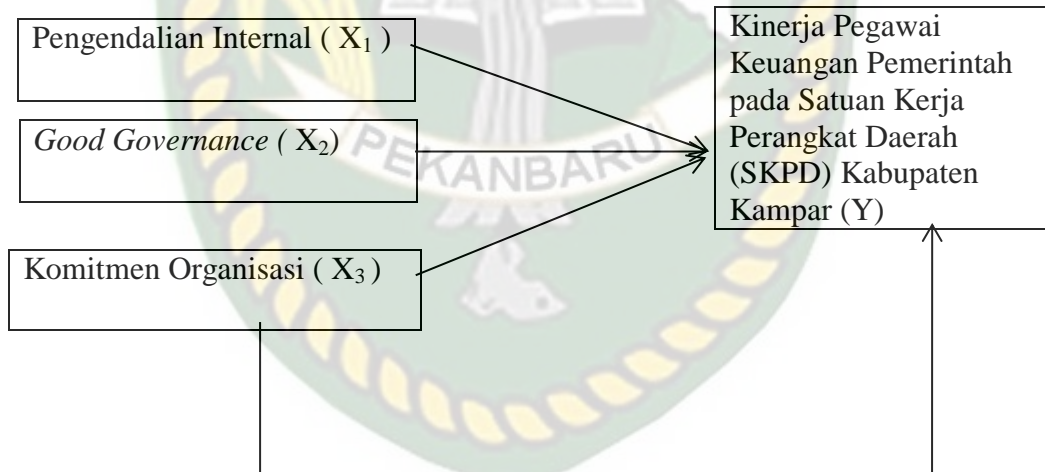 Pengendalian Internal ( X₁ )
Good Governance ( X₂)
Komitmen Organisasi ( X₃ )
Kinerja Pegawai
Keuangan Pemerintah
pada Satuan Kerja
Perangkat Daerah
(SKPD) Kabupaten
Kampar (Y)
PEKANBARU